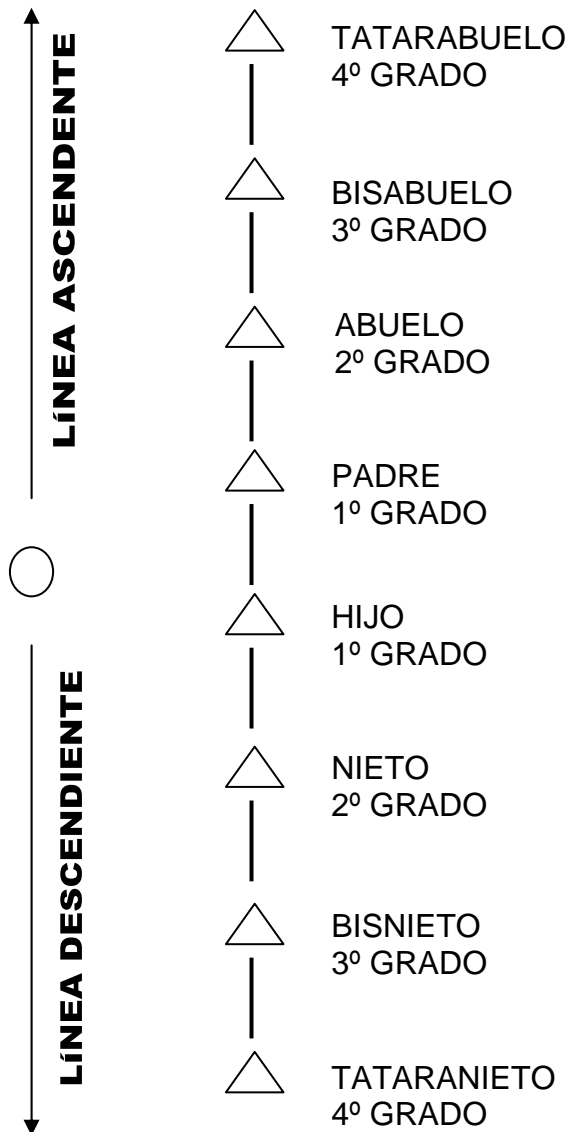 LíNEA ASCENDENTE
TATARABUELO
4º GRADO
BISABUELO
3º GRADO
ABUELO
2º GRADO
PADRE
1º GRADO
LíNEA DESCENDIENTE
HIJO
1º GRADO
NIETO
2º GRADO
BISNIETO
3º GRADO
TATARANIETO
4º GRADO